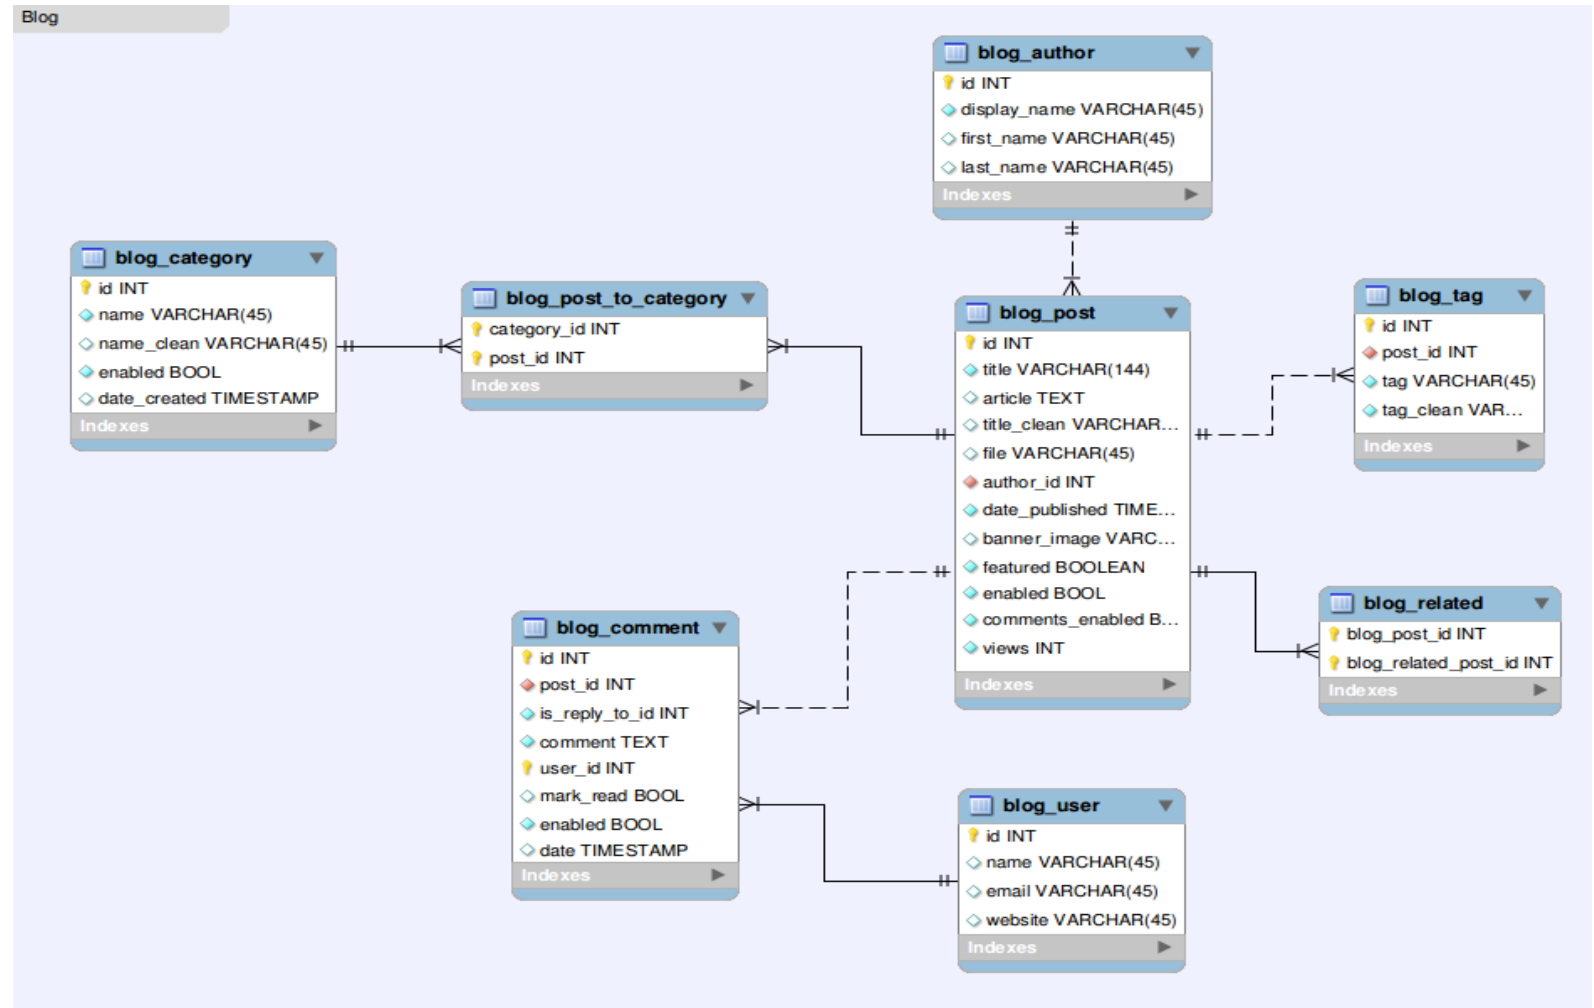 Blog
blog_author
id INT
display_name VARCHAR(45)
first_name VARCHAR(45)
last_name VARCHAR(45)
Indexes
blog_category
id INT
name VARCHAR(45)
name_clean VARCHAR(45)
enabled BOOL
date_created TIMESTAMP
Indexes
blog_post_to_category
category_id INT
post_id INT
Indexes
blog_post
id INT
title VARCHAR(144)
article TEXT
title_clean VARCHAR...
file VARCHAR(45)
author_id INT
date_published TIME...
banner_image VARC...
featured BOOLEAN
enabled BOOL
comments_enabled B...
views INT
Indexes
blog_tag
id INT
post_id INT
tag VARCHAR(45)
tag_clean VAR...
Indexes
blog_related
blog_post_id INT
blog_related_post_id INT
Indexes
blog_comment
id INT
post_id INT
is_reply_to_id INT
comment TEXT
user_id INT
mark_read BOOL
enabled BOOL
date TIMESTAMP
Indexes
blog_user
id INT
name VARCHAR(45)
email VARCHAR(45)
website VARCHAR(45)
Indexes